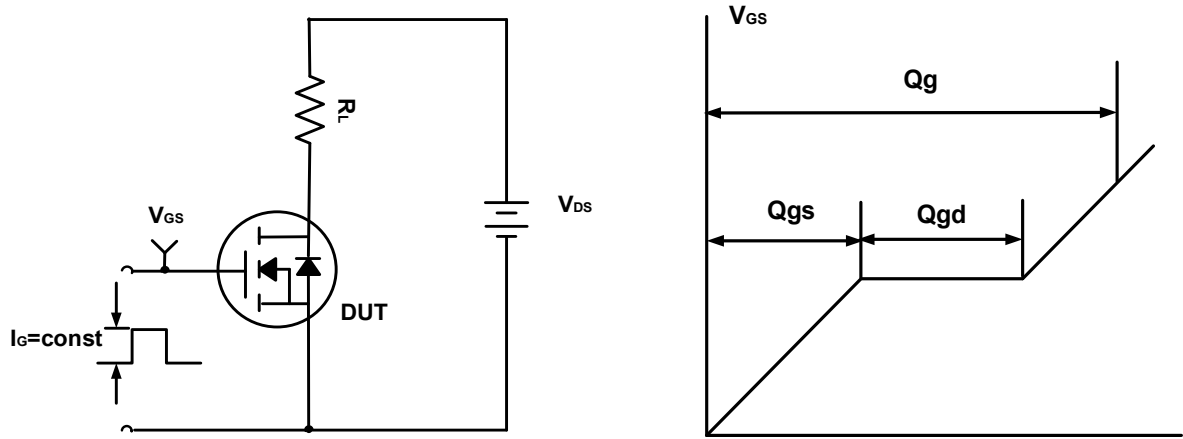 RL
VDS
VGS
DUT
IG=const
VGS
Qg
Qgs
Qgd